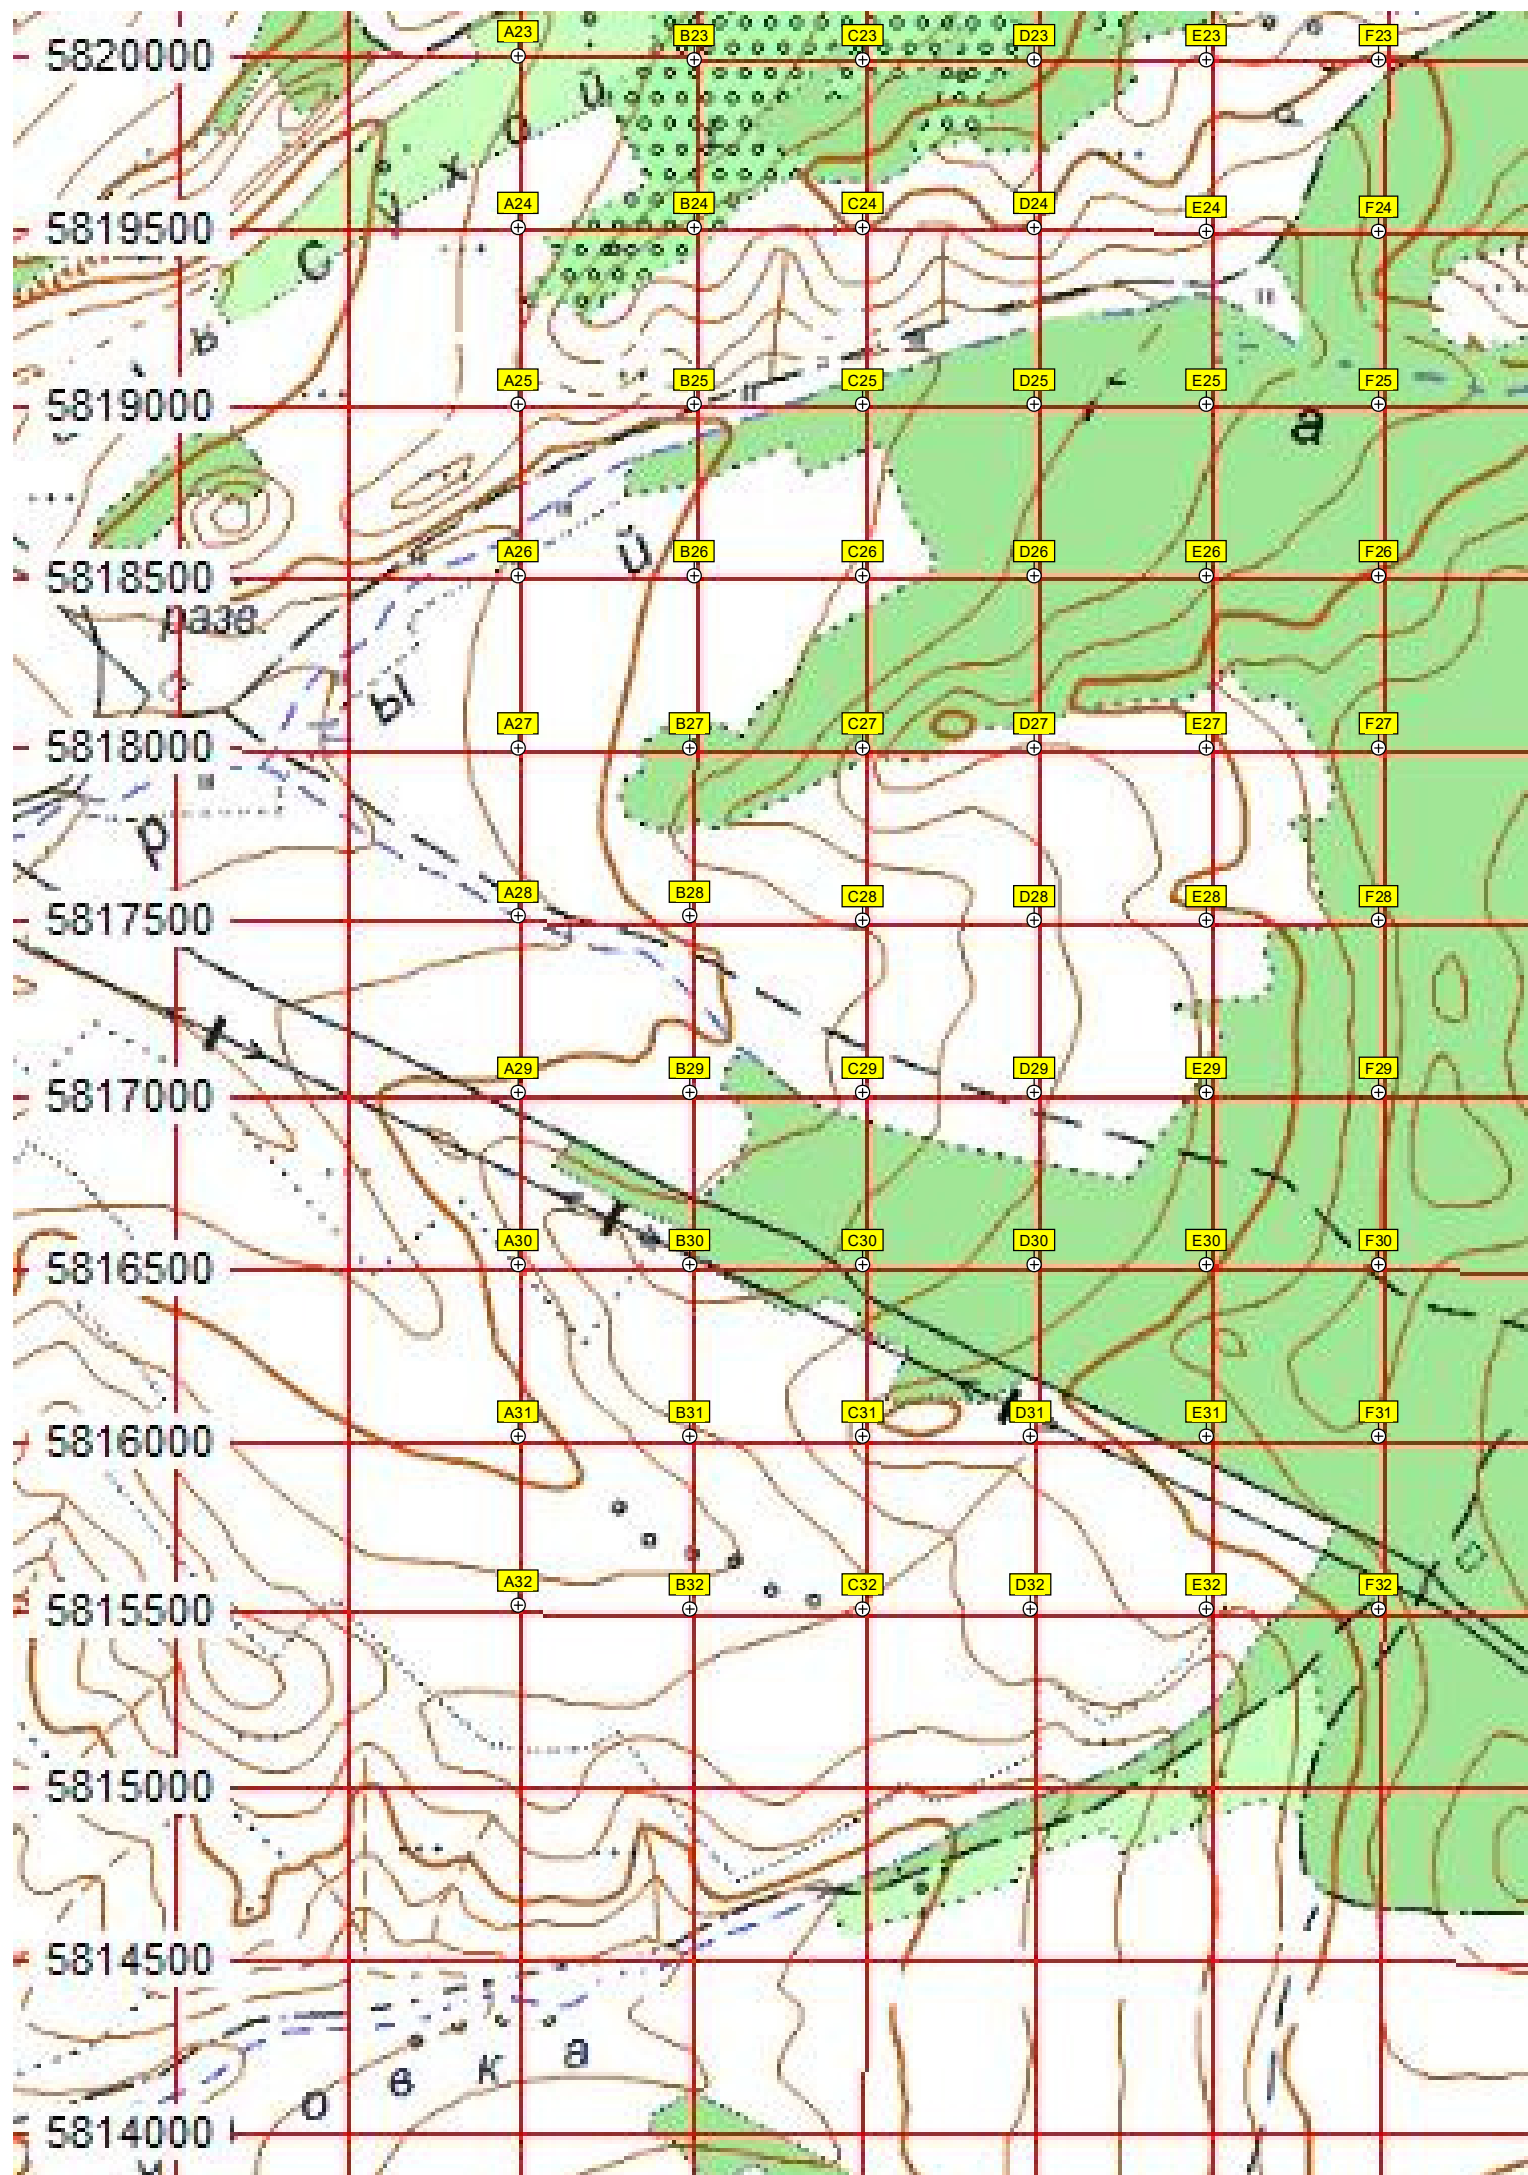 A23 B23 C23 D23 E23 F23
5820000
A24 B24 C24 D24 E24 F24
5819500
A25 B25 C25 D25 E25 F25
5819000
а
A26 B26 C26 D26 E26 F26
5818500
разв.
A27 B27 C27 D27 E27 F27
5818000
A28 B28 C28 D28 E28 F28
5817500
A29 B29 C29 D29 E29 F29
5817000
A30 B30 C30 D30 E30 F30
5816500
A31 B31 C31 D31 E31 F31
5816000
A32 B32 C32 D32 E32 F32
5815500
5815000
5814500
о в к а
5814000